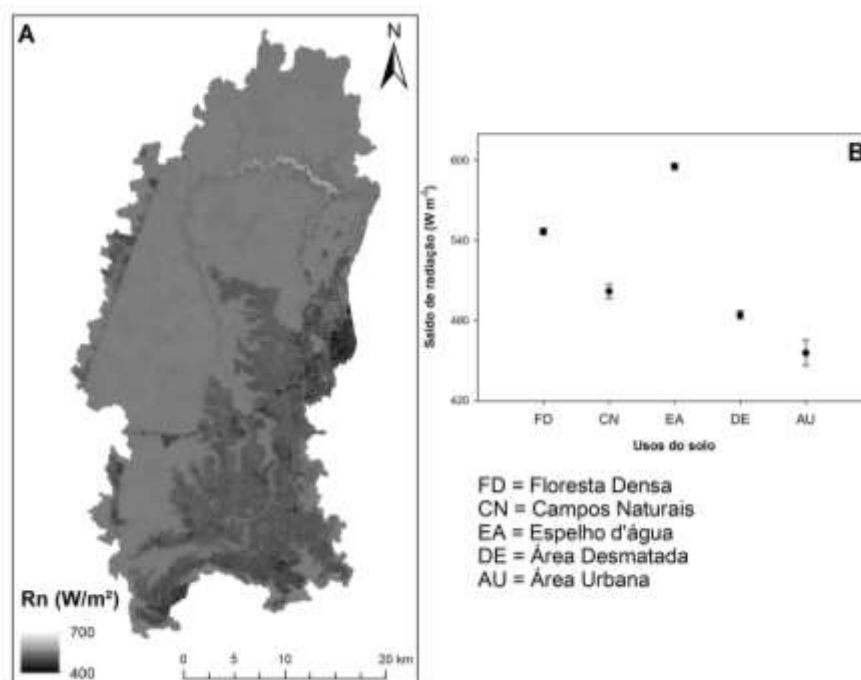 A
N
Rn (W/m²)
700
400
0 5 10 20 km
B
Saldo de radiação (W m⁻¹)
600
540
480
420
FD CN EA DE AU
Usos do solo
FD = Floresta Densa
CN = Campos Naturais
EA = Espelho d'água
DE = Área Desmatada
AU = Área Urbana